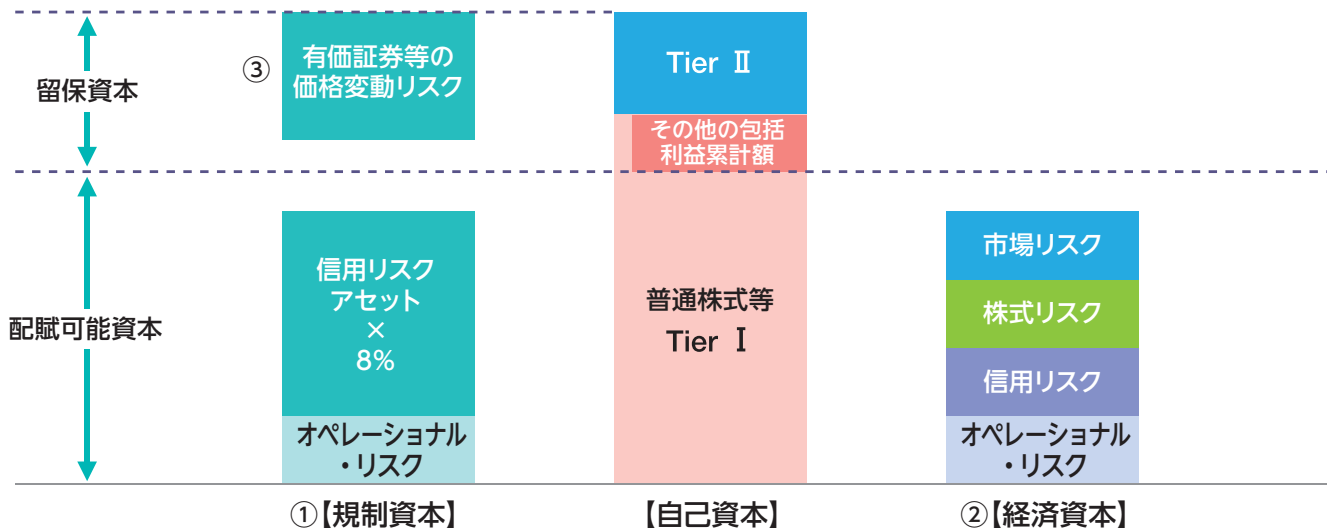 留保資本
③
有価証券等の
価格変動リスク
Tier Ⅱ
その他の包括
利益累計額
配賦可能資本
信用リスク
アセット
×
8%
オペレーショナル
・リスク
普通株式等
Tier Ⅰ
市場リスク
株式リスク
信用リスク
オペレーショナル
・リスク
①【規制資本】
【自己資本】
②【経済資本】